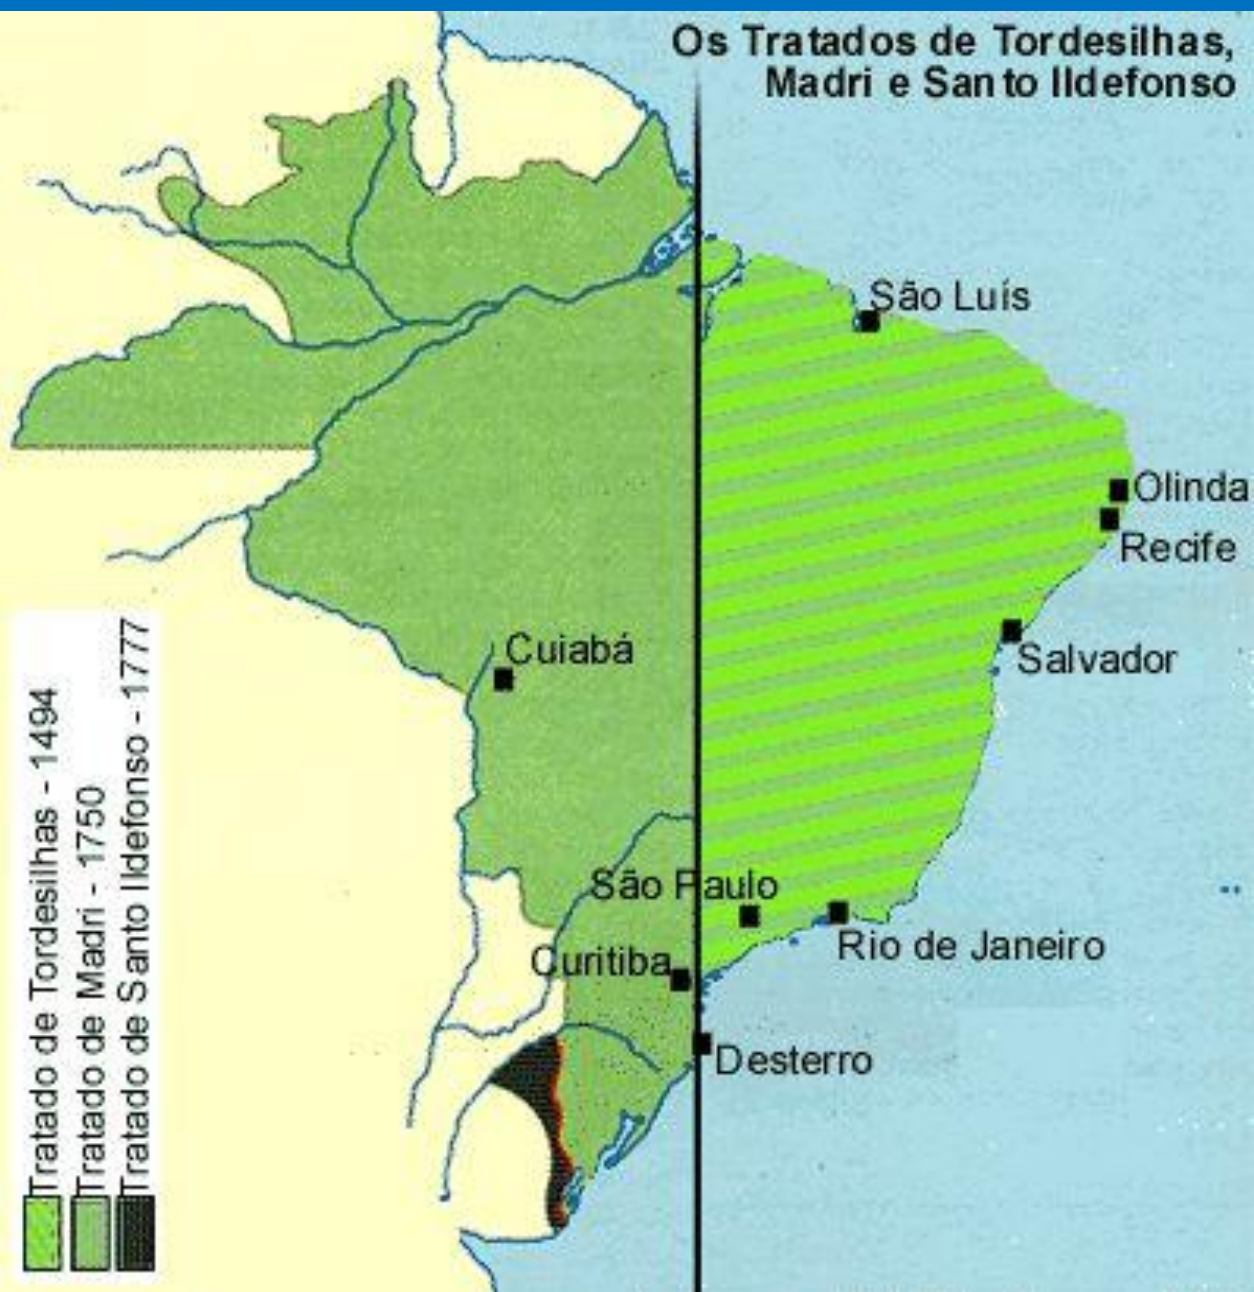 Os Tratados de Tordesilhas,
Madri e Santo Ildefonso
São Luís
Olinda
Recife
Salvador
Cuiabá
São Paulo
Rio de Janeiro
Curitiba
Desterro
Tratado de Tordesilhas - 1494
Tratado de Madri - 1750
Tratado de Santo Ildefonso - 1777